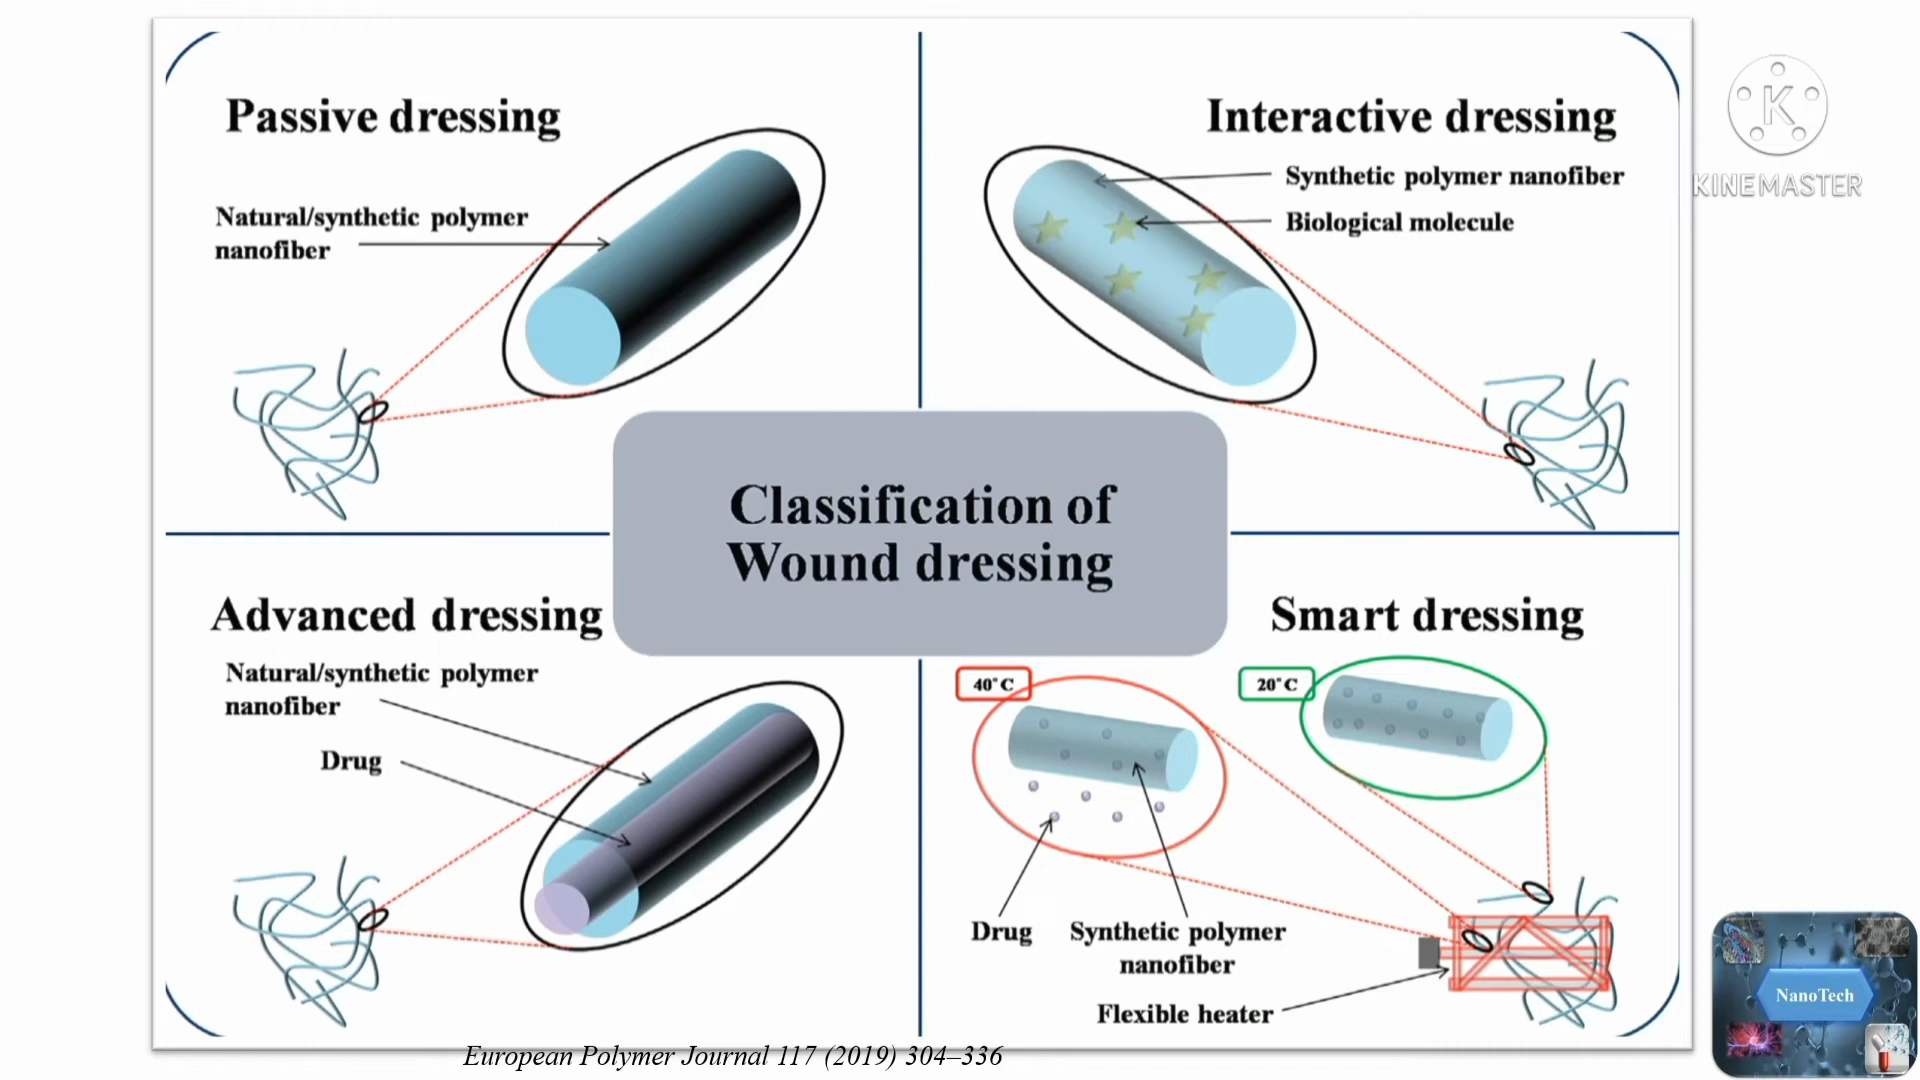 Passive dressing
Natural/synthetic polymer
nanofiber
Interactive dressing
Synthetic polymer nanofiber
Biological molecule
K
KINEMASTER
Classification of
Wound dressing
Advanced dressing
Natural/synthetic polymer
nanofiber
Drug
Smart dressing
40°C
20°C
Drug
Synthetic polymer
nanofiber
Flexible heater
NanoTech
European Polymer Journal 117 (2019) 304–336